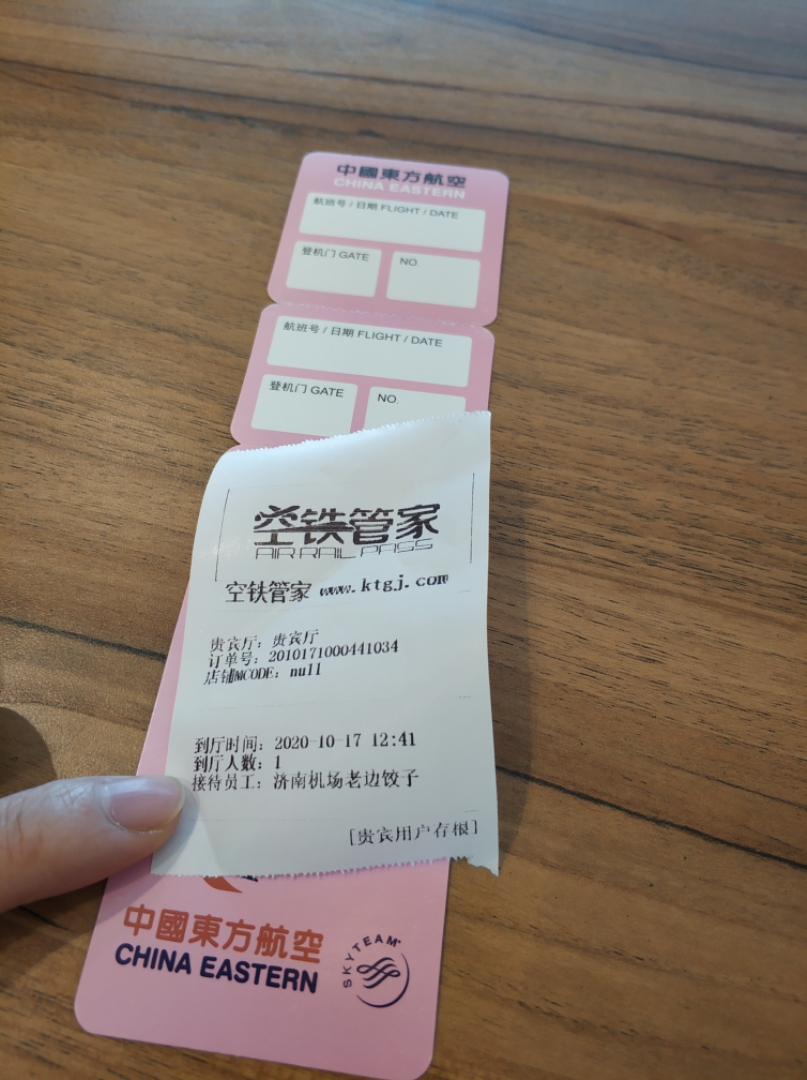 中國東方航空
CHINA EASTERN
航班号 / 日期 FLIGHT / DATE
登机门 GATE
NO.
航班号 / 日期 FLIGHT / DATE
登机门 GATE
NO.
空铁管家
AIR RAIL PASS
空铁管家 www.ktgj.com
贵宾厅: 贵宾厅
订单号: 2010171000441034
店铺MCODE: null
到厅时间: 2020-10-17 12:41
到厅人数: 1
接待员工: 济南机场老边饺子
[贵宾用户存根]
中國東方航空
CHINA EASTERN
SKYTEAM